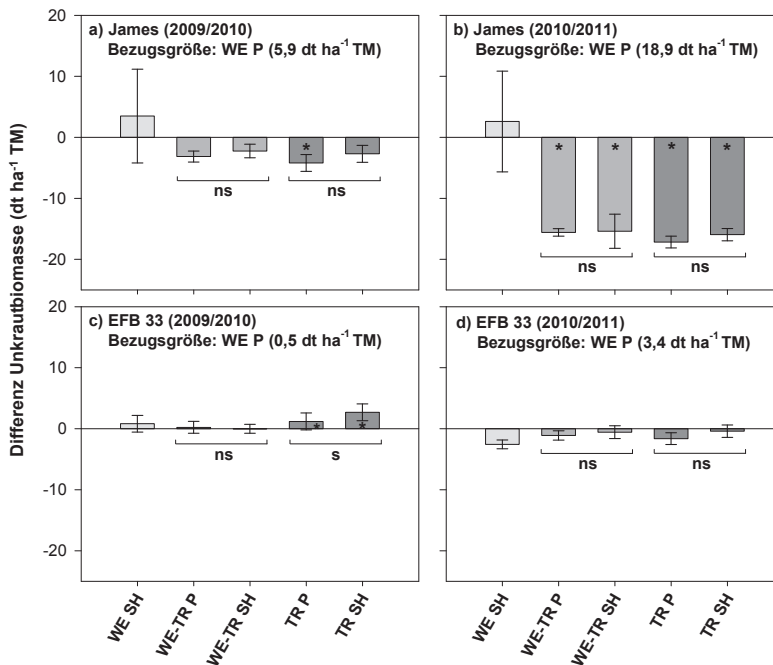 Differenz Unkrautbiomasse (dt ha⁻¹ TM)
a) James (2009/2010)
Bezugsgröße: WE P (5,9 dt ha⁻¹ TM)
20
10
0
-10
-20
*
ns
ns
b) James (2010/2011)
Bezugsgröße: WE P (18,9 dt ha⁻¹ TM)
* * * *
ns
ns
c) EFB 33 (2009/2010)
Bezugsgröße: WE P (0,5 dt ha⁻¹ TM)
20
10
0
-10
-20
* *
ns
s
d) EFB 33 (2010/2011)
Bezugsgröße: WE P (3,4 dt ha⁻¹ TM)
ns
ns
WE SH
WE-TR P
WE-TR SH
TR P
TR SH
WE SH
WE-TR P
WE-TR SH
TR P
TR SH